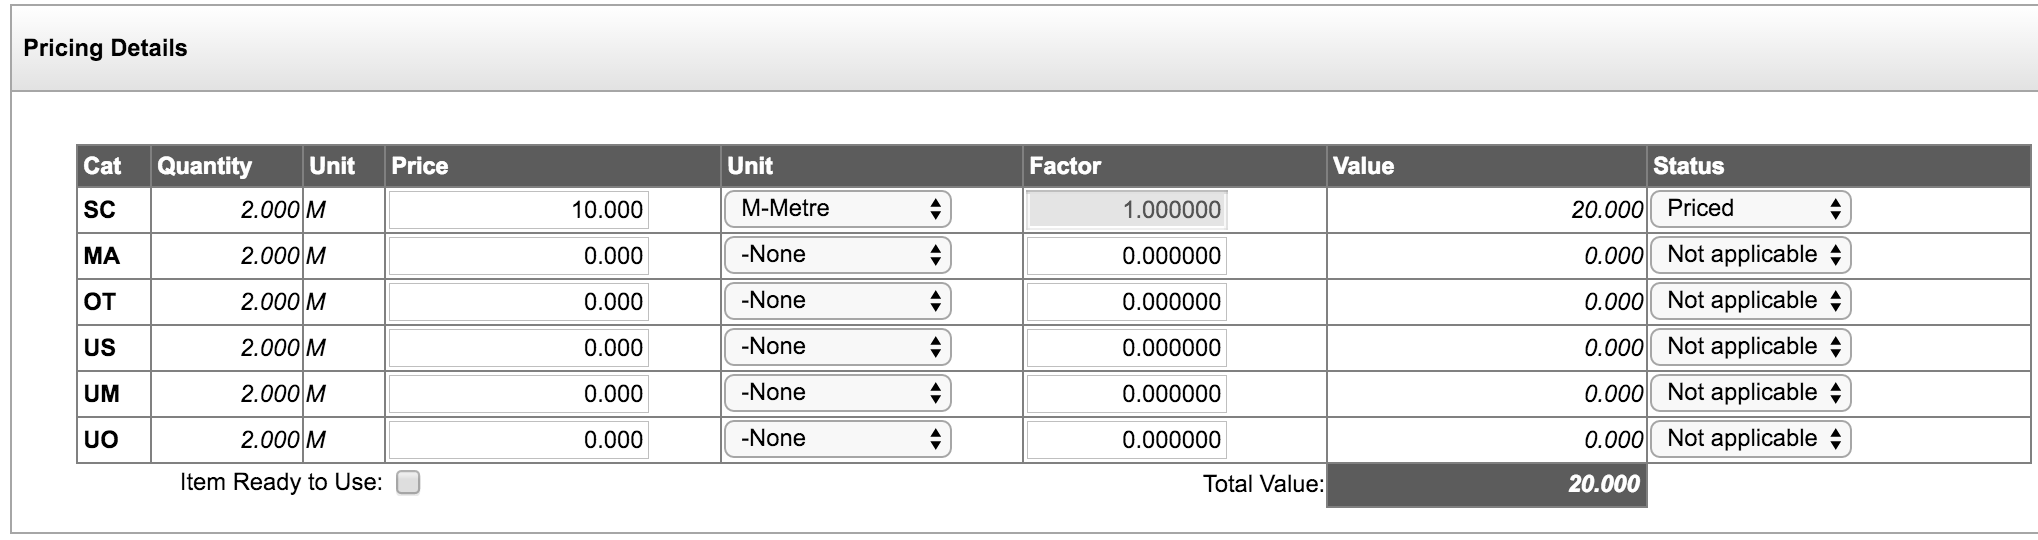 Pricing Details
Cat Quantity Unit Price Unit Factor Value Status
SC 2.000 M 10.000 M-Metre 1.000000 20.000 Priced
MA 2.000 M 0.000 -None 0.000000 0.000 Not applicable
OT 2.000 M 0.000 -None 0.000000 0.000 Not applicable
US 2.000 M 0.000 -None 0.000000 0.000 Not applicable
UM 2.000 M 0.000 -None 0.000000 0.000 Not applicable
UO 2.000 M 0.000 -None 0.000000 0.000 Not applicable
Item Ready to Use: Total Value: 20.000